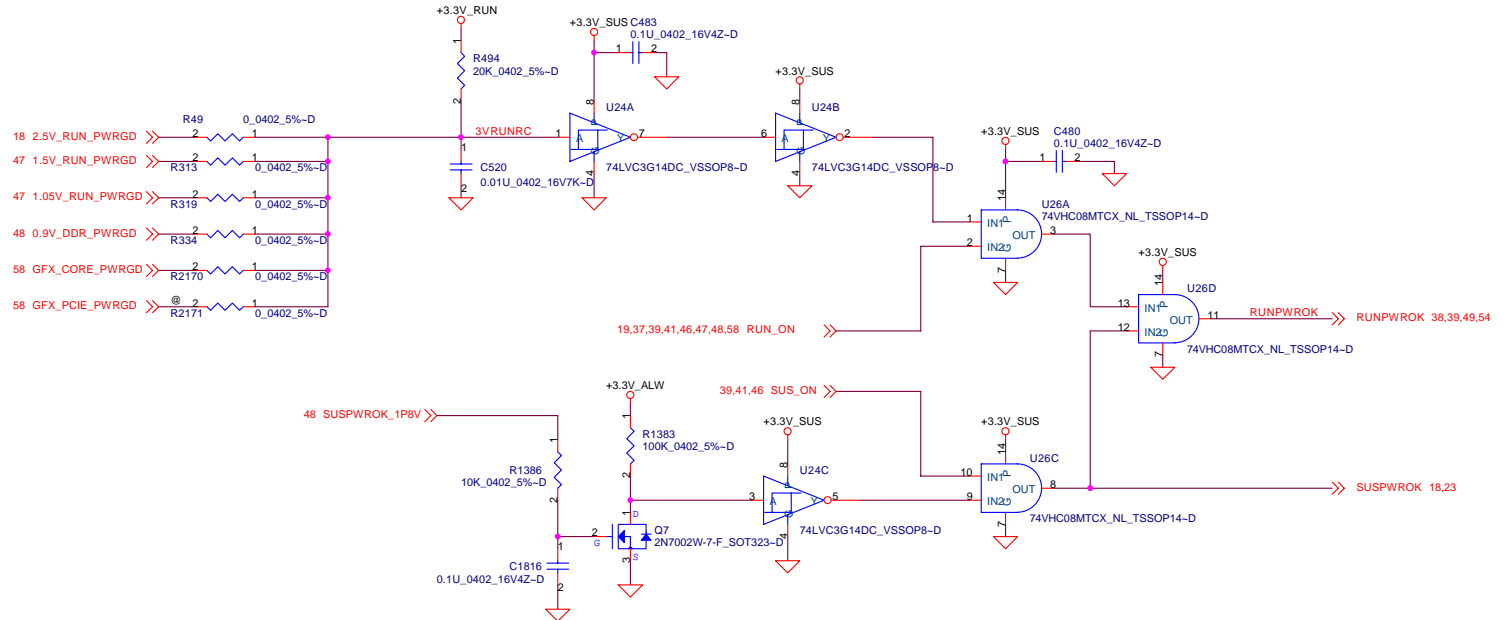 +3.3V_RUN
1
R494
20K_0402_5%~D
2
+3.3V_SUS
C483
0.1U_0402_16V4Z~D
1 2
8
U24A
3VRUNRC 1 A Y 7
P
G
74LVC3G14DC_VSSOP8~D
4
+3.3V_SUS
8
U24B
6 A Y 2
P
G
74LVC3G14DC_VSSOP8~D
4
18 2.5V_RUN_PWRGD
R49 0_0402_5%~D
2 1
47 1.5V_RUN_PWRGD
2 1
R313 0_0402_5%~D
47 1.05V_RUN_PWRGD
2 1
R319 0_0402_5%~D
48 0.9V_DDR_PWRGD
2 1
R334 0_0402_5%~D
58 GFX_CORE_PWRGD
2 1
R2170 0_0402_5%~D
58 GFX_PCIE_PWRGD
@ 2 1
R2171 0_0402_5%~D
1
C520
0.01U_0402_16V7K~D
2
+3.3V_SUS
C480
0.1U_0402_16V4Z~D
1 2
14
U26A
74VHC08MTCX_NL_TSSOP14~D
1 IN1 P
OUT 3
2 IN2 G
7
19,37,39,41,46,47,48,58 RUN_ON
+3.3V_SUS
14
U26D
13 IN1 P
OUT 11
12 IN2 G
7
74VHC08MTCX_NL_TSSOP14~D
RUNPWROK
RUNPWROK 38,39,49,54
39,41,46 SUS_ON
48 SUSPWROK_1P8V
+3.3V_ALW
1
R1383
100K_0402_5%~D
2
1
R1386
10K_0402_5%~D
2
1
D
2
G
Q7
2N7002W-7-F_SOT323~D
S
3
1
C1816
0.1U_0402_16V4Z~D
2
+3.3V_SUS
8
U24C
3 A Y 5
P
G
74LVC3G14DC_VSSOP8~D
4
+3.3V_SUS
14
U26C
10 IN1 P
OUT 8
9 IN2 G
7
74VHC08MTCX_NL_TSSOP14~D
SUSPWROK 18,23